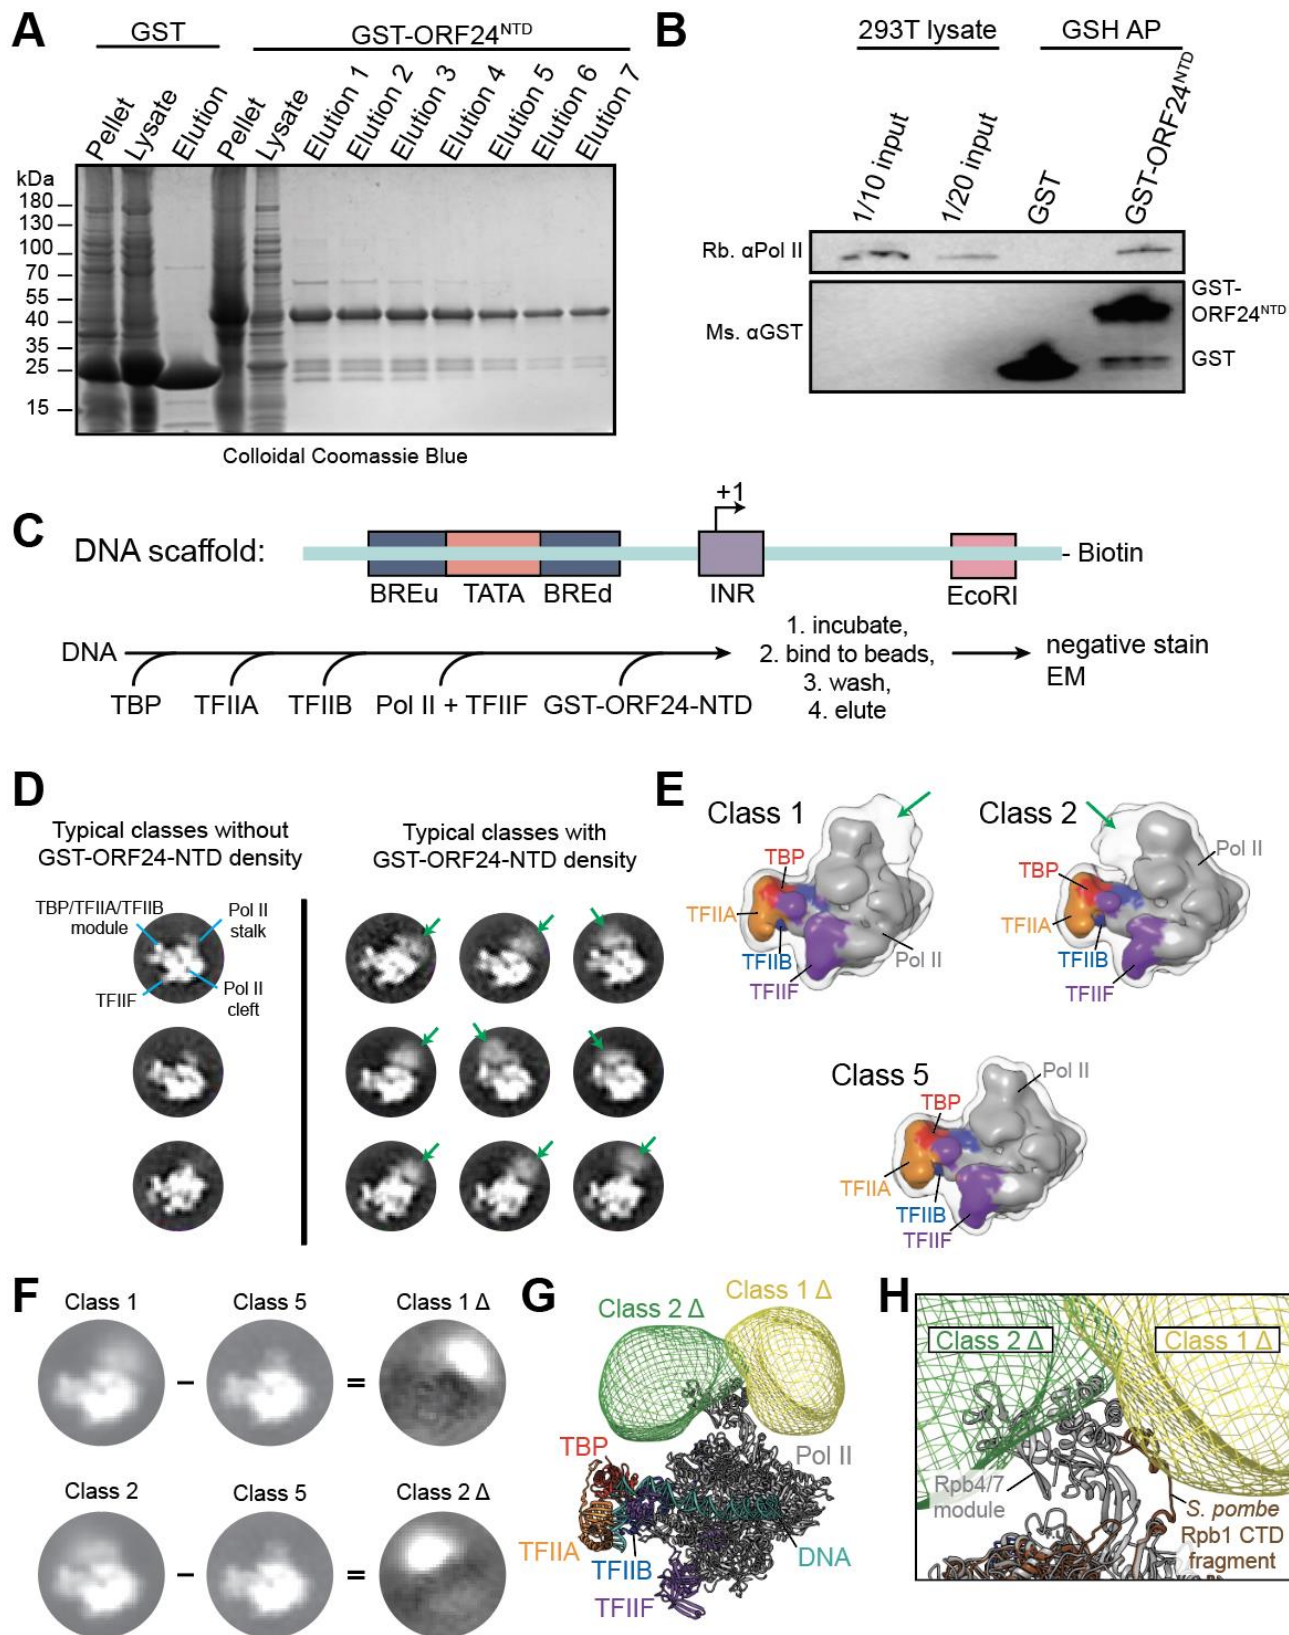 A
GST
GST-ORF24NTD
Pellet
Lysate
Elution
Pellet
Lysate
Elution 1
Elution 2
Elution 3
Elution 4
Elution 5
Elution 6
Elution 7
kDa
180
130
100
70
55
40
35
25
15
Colloidal Coomassie Blue
B
293T lysate
GSH AP
1/10 input
1/20 input
GST
GST-ORF24NTD
Rb. αPol II
Ms. αGST
GST-
ORF24NTD
GST
C
DNA scaffold:
+1
BREu
TATA
BREd
INR
EcoRI
- Biotin
DNA
TBP
TFIIA
TFIIB
Pol II + TFIIF
GST-ORF24-NTD
1. incubate,
2. bind to beads,
3. wash,
4. elute
negative stain
EM
D
Typical classes without
GST-ORF24-NTD density
Typical classes with
GST-ORF24-NTD density
TBP/TFIIA/TFIIB
module
Pol II
stalk
TFIIF
Pol II
cleft
E
Class 1
TBP
TFIIA
TFIIB
TFIIF
Pol II
Class 2
Pol II
TBP
TFIIA
TFIIB
TFIIF
Class 5
Pol II
TBP
TFIIA
TFIIB
TFIIF
F
Class 1
Class 5
Class 1 Δ
– =
Class 2
Class 5
Class 2 Δ
– =
G
Class 2 Δ
Class 1 Δ
TBP
Pol II
TFIIA
TFIIB
TFIIF
DNA
H
Class 2 Δ
Class 1 Δ
Rpb4/7
module
S. pombe
Rpb1 CTD
fragment